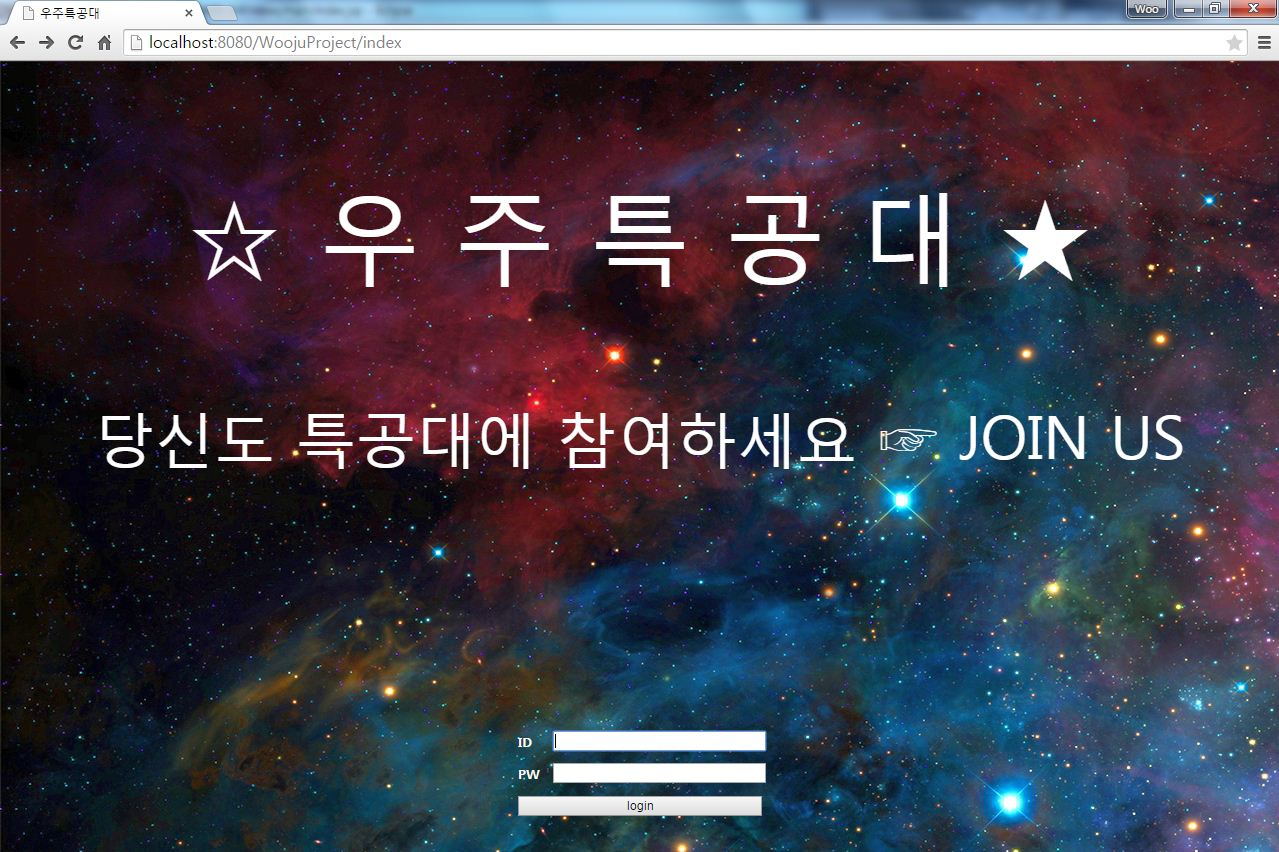 우주특공대
Woo
localhost:8080/WoojuProject/index
☆ 우 주 특 공 대 ★
당신도 특공대에 참여하세요 ☞ JOIN US
ID
PW
login